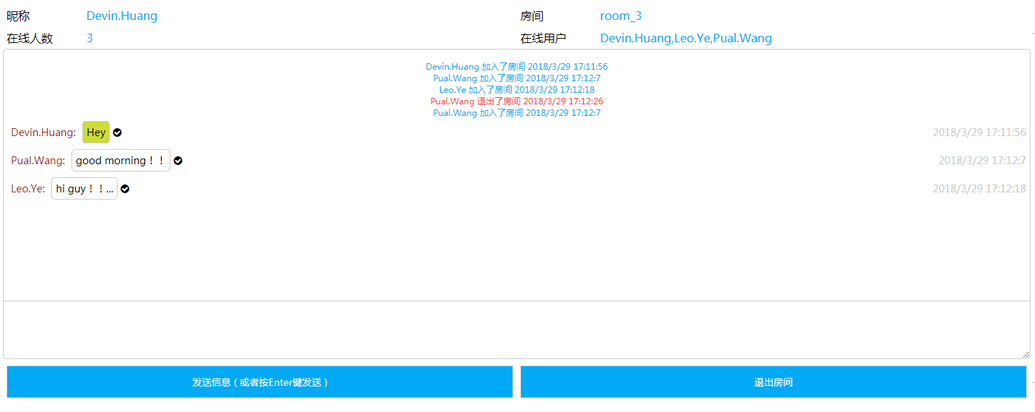 昵称 Devin.Huang 房间 room_3
在线人数 3 在线用户 Devin.Huang,Leo.Ye,Pual.Wang
Devin.Huang 加入了房间 2018/3/29 17:11:56
Pual.Wang 加入了房间 2018/3/29 17:12:7
Leo.Ye 加入了房间 2018/3/29 17:12:18
Pual.Wang 退出了房间 2018/3/29 17:12:26
Pual.Wang 加入了房间 2018/3/29 17:12:7
Devin.Huang: Hey 2018/3/29 17:11:56
Pual.Wang: good morning！！ 2018/3/29 17:12:7
Leo.Ye: hi guy！！... 2018/3/29 17:12:18
发送信息（或者按Enter键发送） 退出房间